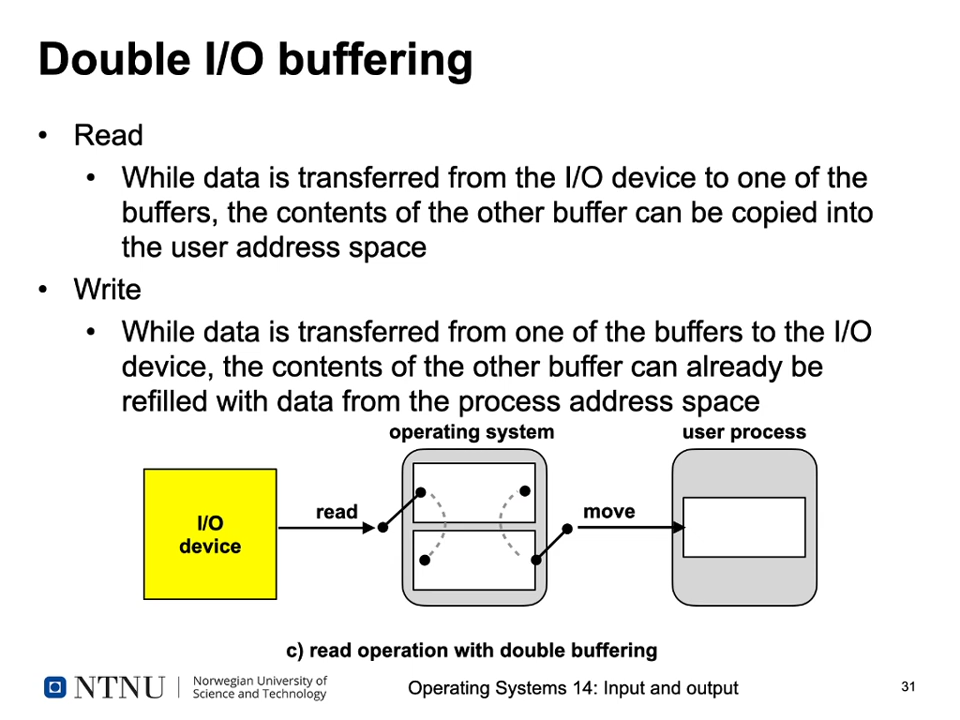 Double I/O buffering
• Read
• While data is transferred from the I/O device to one of the
buffers, the contents of the other buffer can be copied into
the user address space
• Write
• While data is transferred from one of the buffers to the I/O
device, the contents of the other buffer can already be
refilled with data from the process address space
operating system
user process
I/O
device
read
move
c) read operation with double buffering
NTNU
Norwegian University of
Science and Technology
Operating Systems 14: Input and output
31